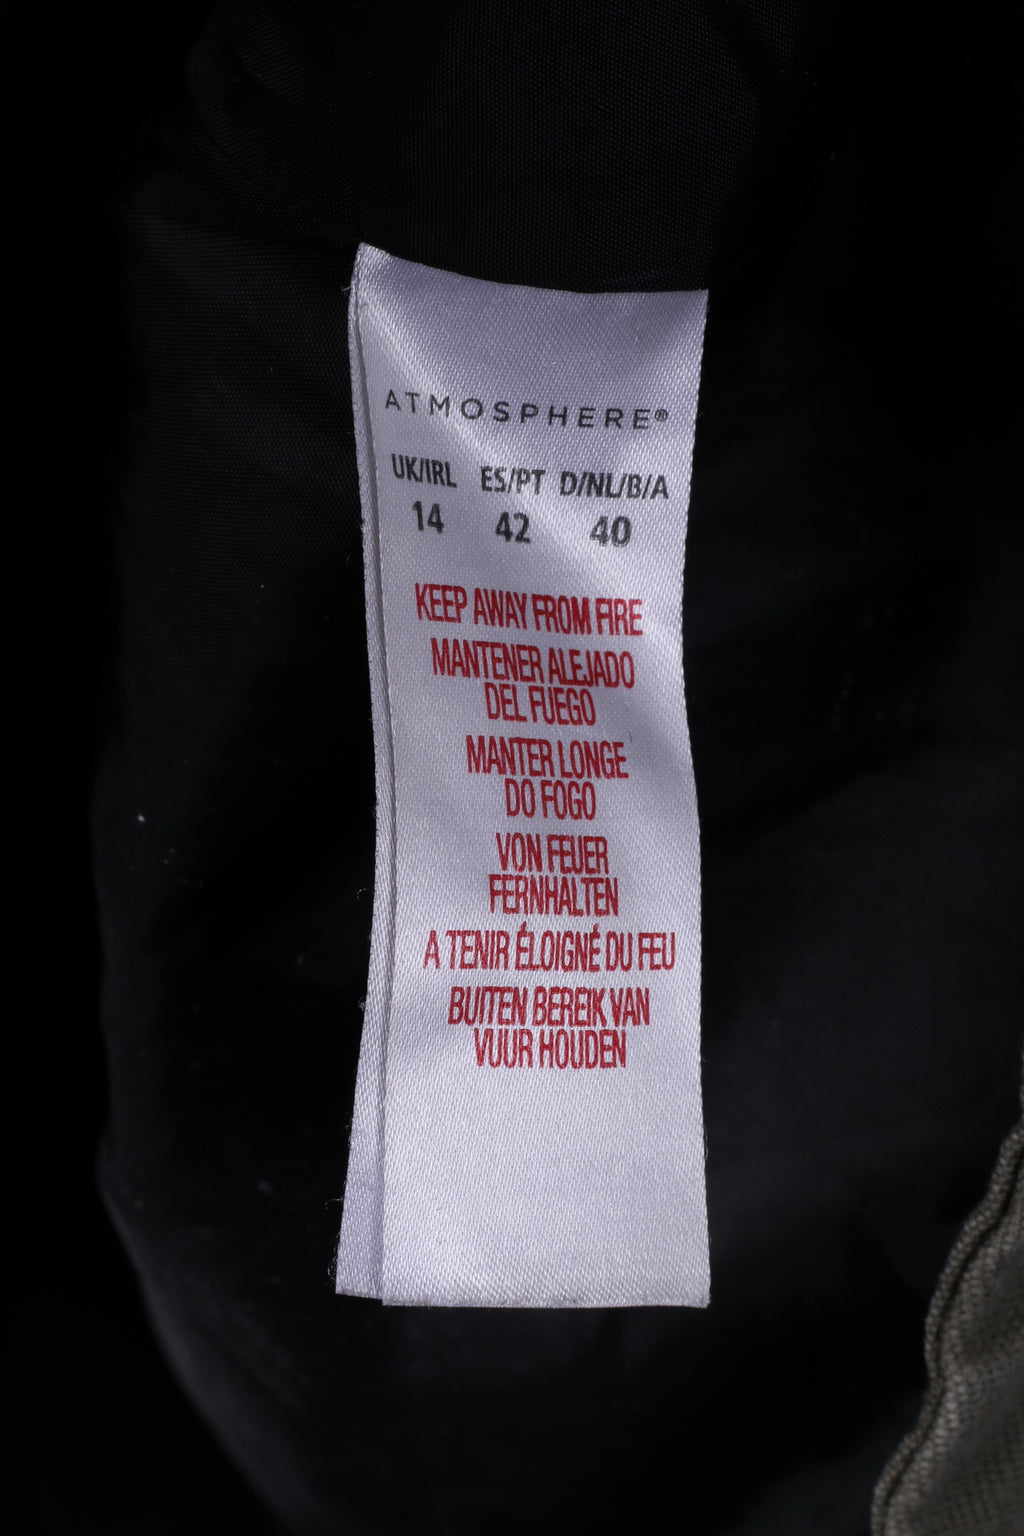 ATMOSPHERE®
UK/IRL ES/PT D/NL/B/A
14 42 40
KEEP AWAY FROM FIRE
MANTENER ALEJADO
DEL FUEGO
MANTER LONGE
DO FOGO
VON FEUER
FERNHALTEN
A TENIR ÉLOIGNÉ DU FEU
BUITEN BEREIK VAN
VUUR HOUDEN